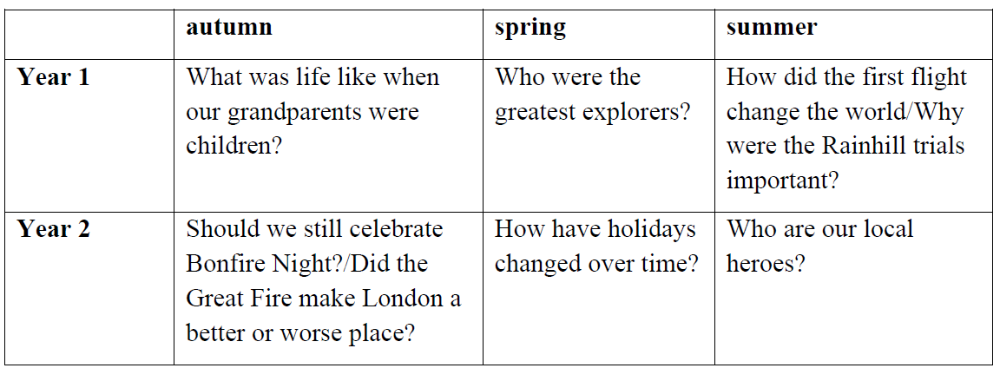 autumn spring summer
Year 1
What was life like when
our grandparents were
children?
Who were the
greatest explorers?
How did the first flight
change the world/Why
were the Rainhill trials
important?
Year 2
Should we still celebrate
Bonfire Night?/Did the
Great Fire make London a
better or worse place?
How have holidays
changed over time?
Who are our local
heroes?